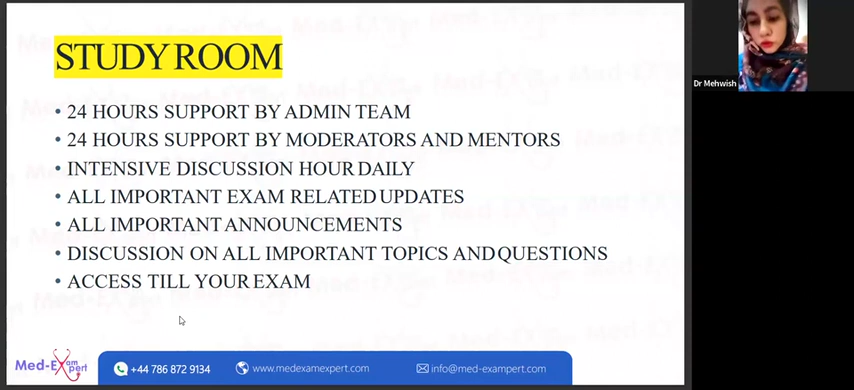 STUDY ROOM
• 24 HOURS SUPPORT BY ADMIN TEAM
• 24 HOURS SUPPORT BY MODERATORS AND MENTORS
• INTENSIVE DISCUSSION HOUR DAILY
• ALL IMPORTANT EXAM RELATED UPDATES
• ALL IMPORTANT ANNOUNCEMENTS
• DISCUSSION ON ALL IMPORTANT TOPICS AND QUESTIONS
• ACCESS TILL YOUR EXAM
Med-Exam Expert
+44 786 872 9134
www.medexamexpert.com
info@med-exampert.com
Dr Mehwish